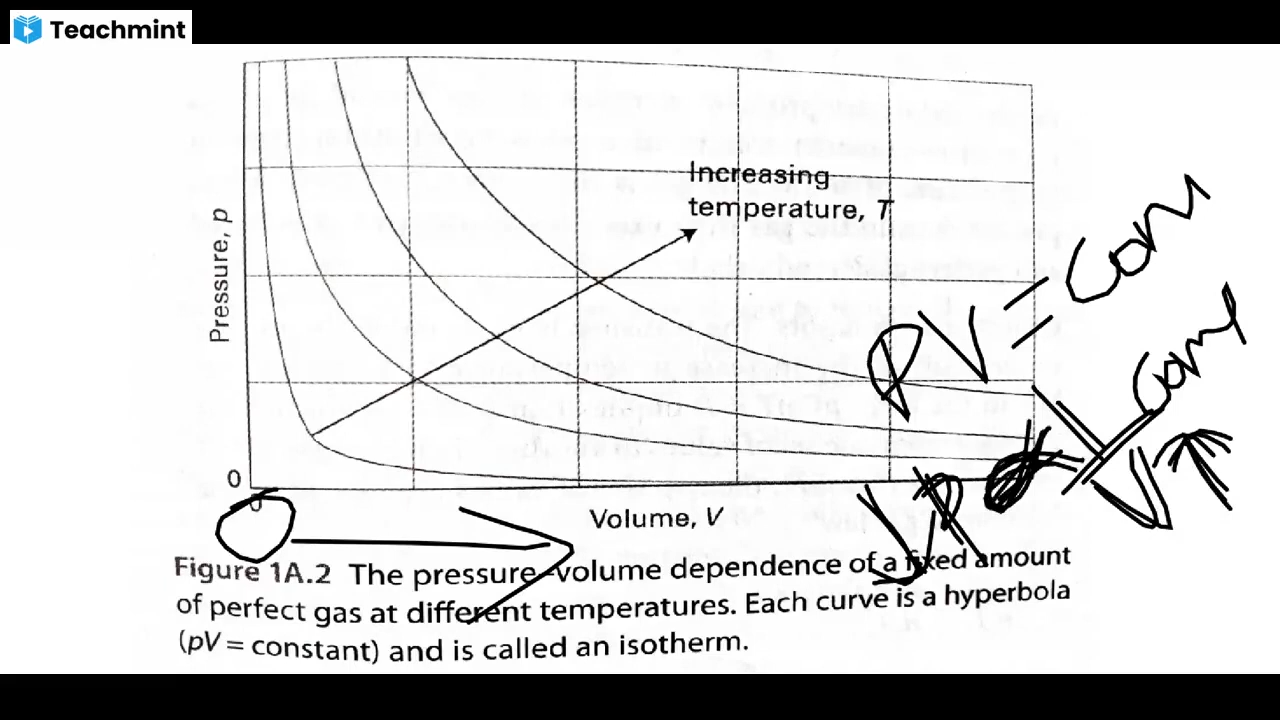 Teachmint
Increasing
temperature, T
Pressure, p
PV = Con
0
0
Volume, V
Figure 1A.2 The pressure–volume dependence of a fixed amount
of perfect gas at different temperatures. Each curve is a hyperbola
(pV = constant) and is called an isotherm.